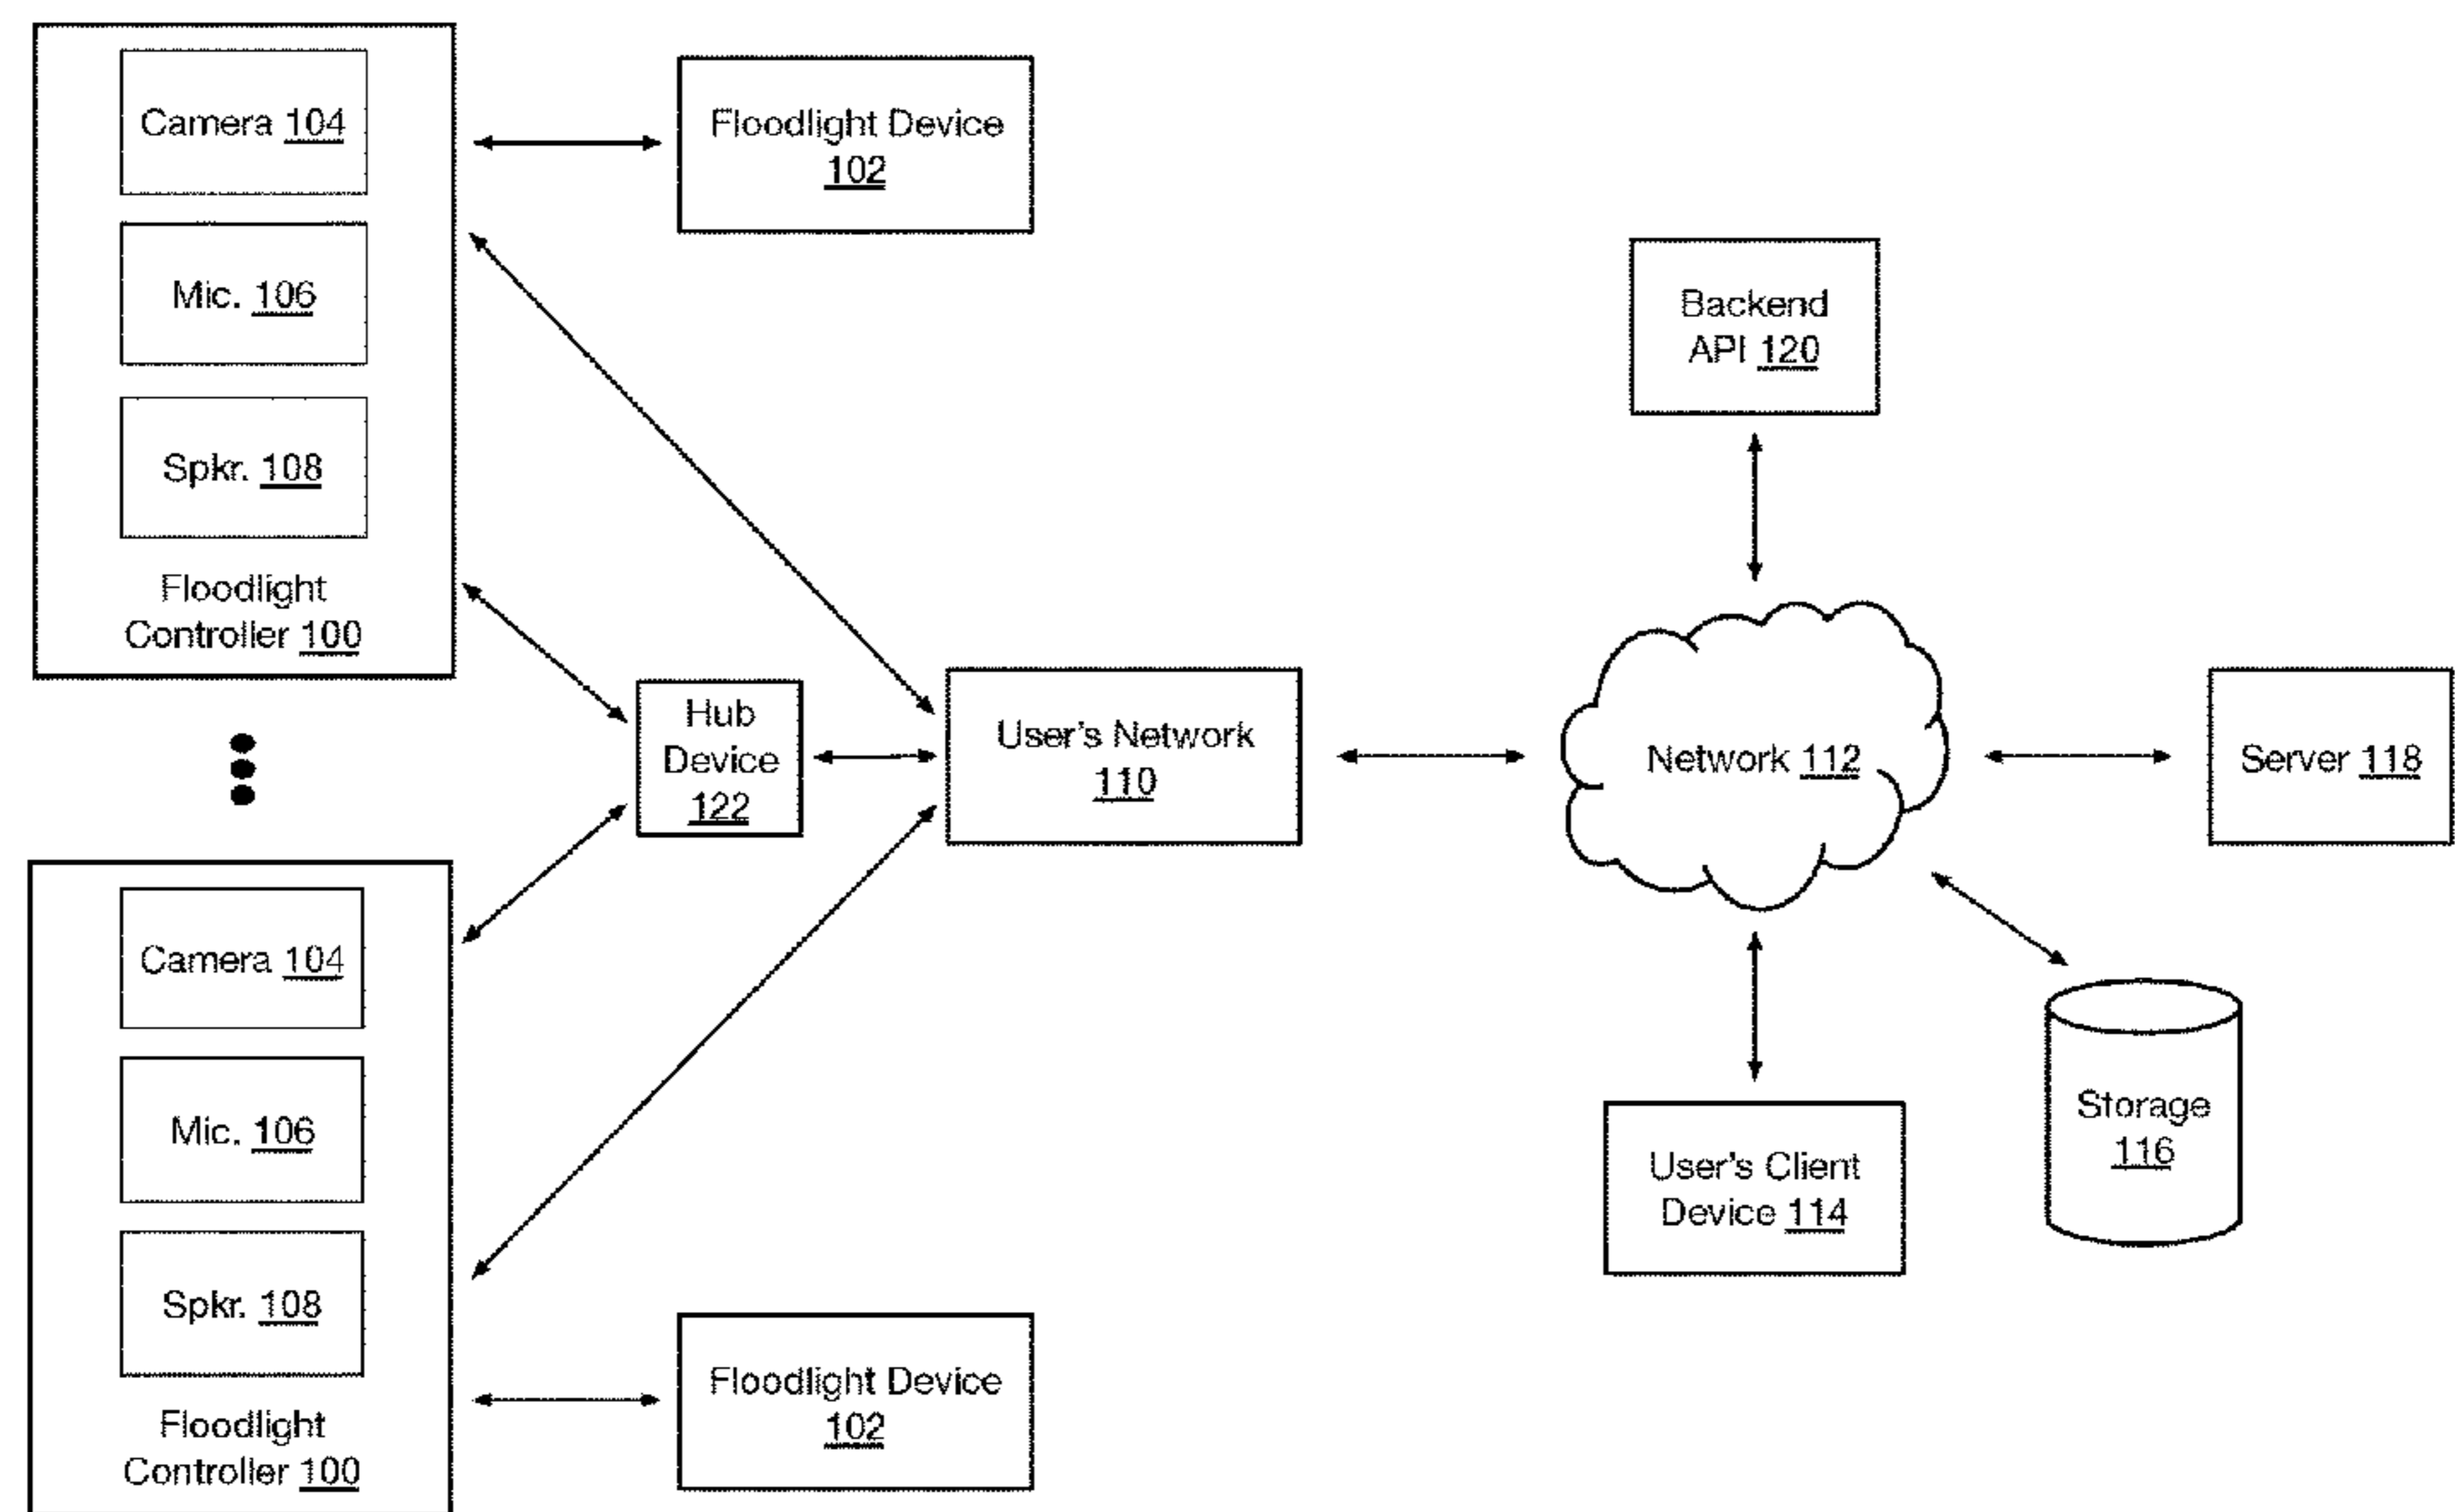 Camera 104
Mic. 106
Spkr. 108
Floodlight
Controller 100
Floodlight Device
102
Hub
Device
122
User's Network
110
Backend
API 120
Network 112
Server 118
Storage
116
User's Client
Device 114
Camera 104
Mic. 106
Spkr. 108
Floodlight
Controller 100
Floodlight Device
102